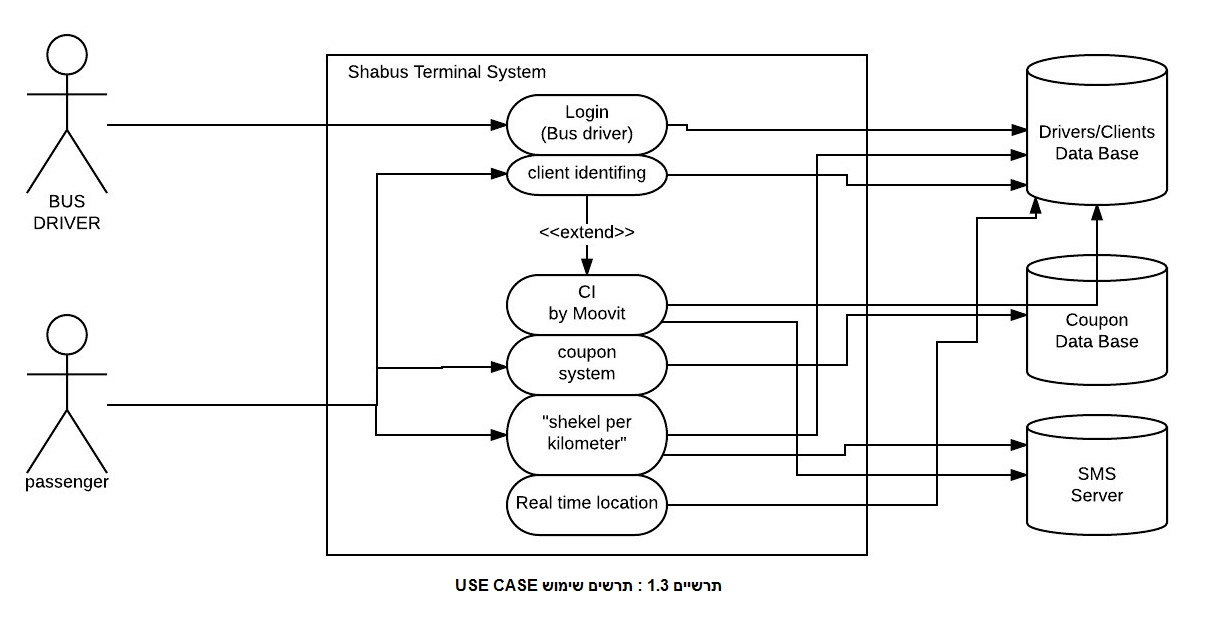 Shabus Terminal System
Login
(Bus driver)
client identifing
<<extend>>
CI
by Moovit
coupon
system
"shekel per
kilometer"
Real time location
BUS
DRIVER
passenger
Drivers/Clients
Data Base
Coupon
Data Base
SMS
Server
תרשיים 1.3 : תרשים שימוש USE CASE